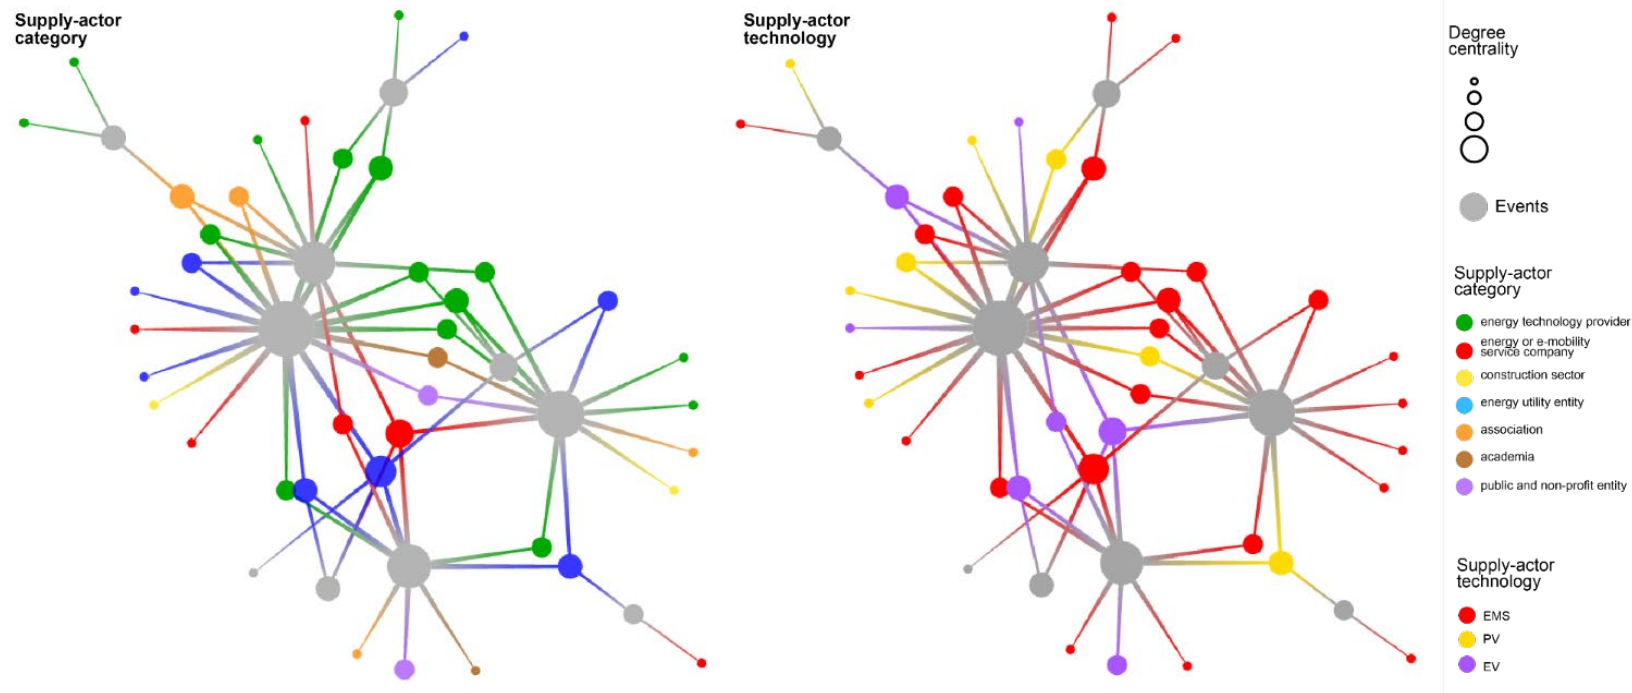 Supply-actor
category
Supply-actor
technology
Degree
centrality
Events
Supply-actor
category
energy technology provider
energy or e-mobility
service company
construction sector
energy utility entity
association
academia
public and non-profit entity
Supply-actor
technology
EMS
PV
EV